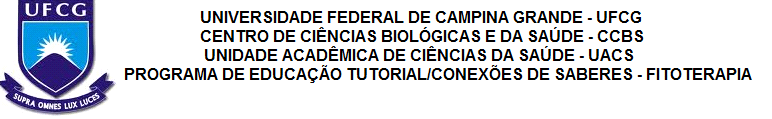 UFCG
SUPRA OMNES LUX LUCES
UNIVERSIDADE FEDERAL DE CAMPINA GRANDE - UFCG
CENTRO DE CIÊNCIAS BIOLÓGICAS E DA SAÚDE - CCBS
UNIDADE ACADÊMICA DE CIÊNCIAS DA SAÚDE - UACS
PROGRAMA DE EDUCAÇÃO TUTORIAL/CONEXÕES DE SABERES - FITOTERAPIA